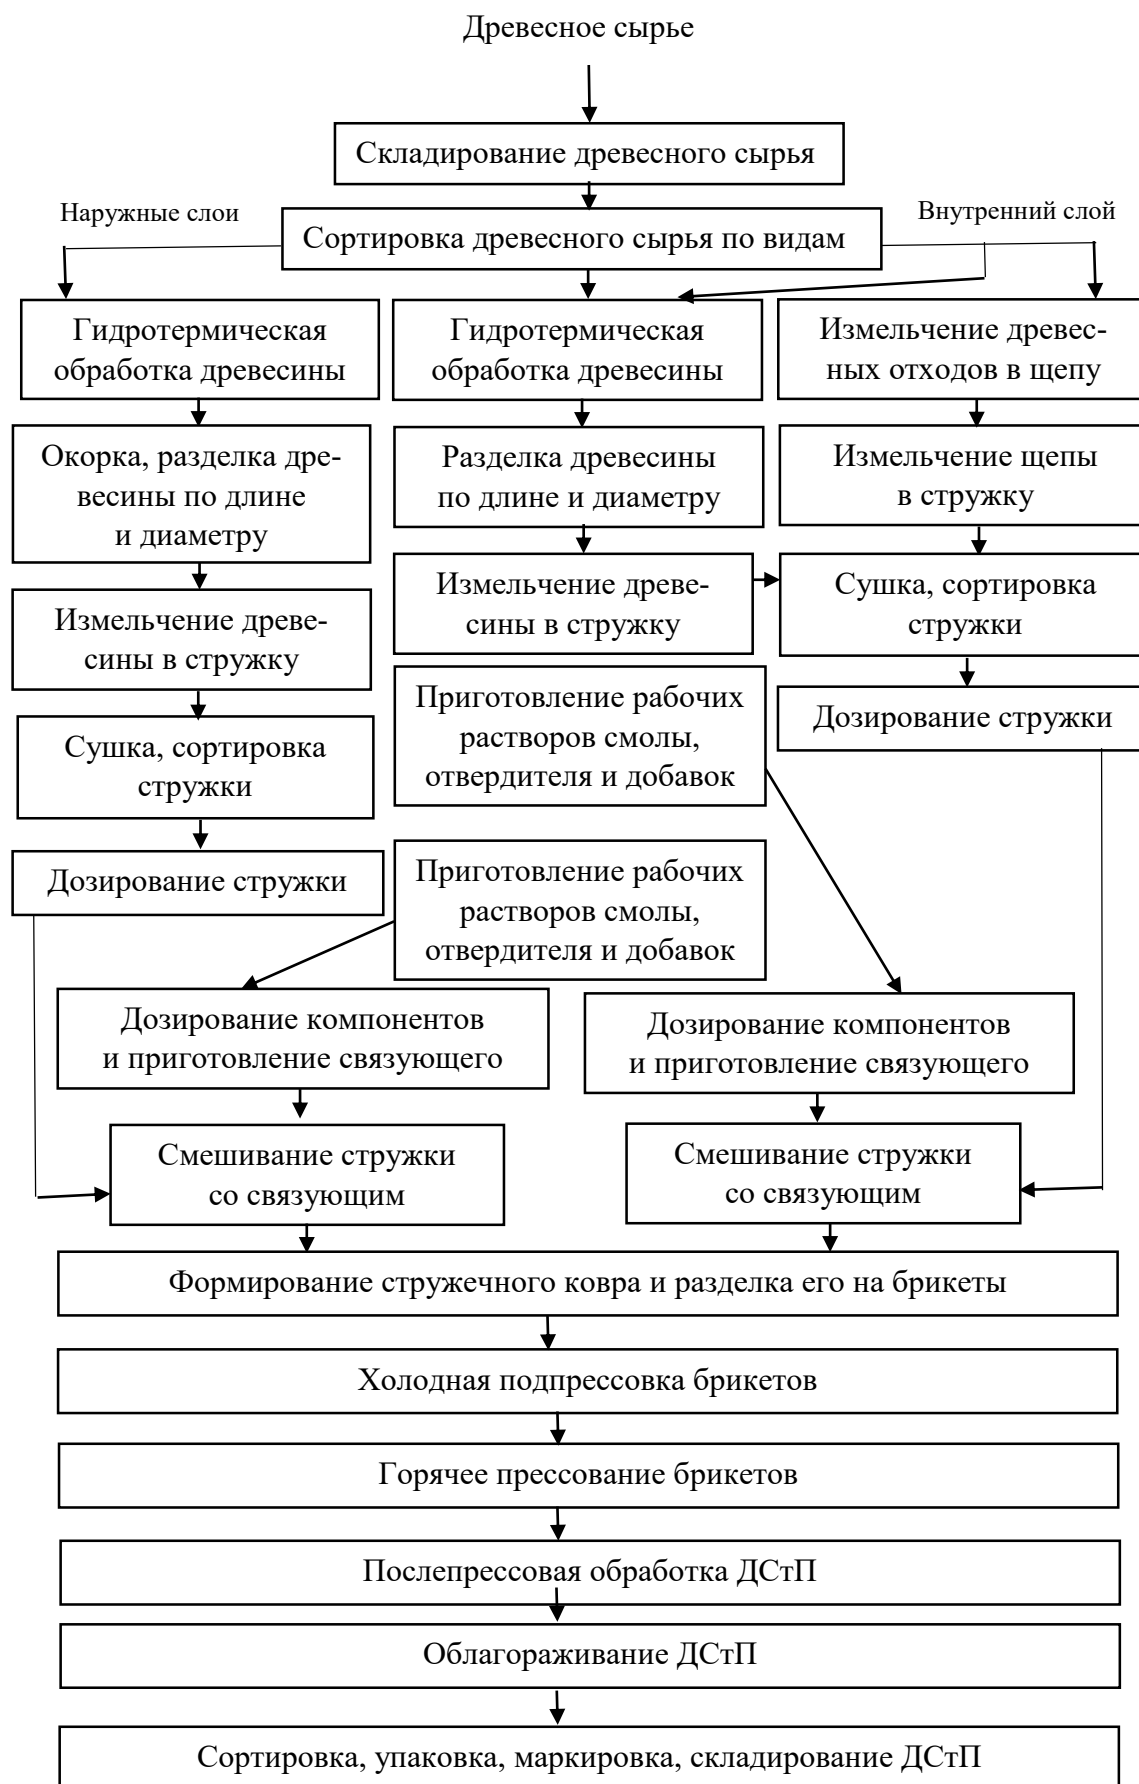 Древесное сырье
Складирование древесного сырья
Наружные слои
Внутренний слой
Сортировка древесного сырья по видам
Гидротермическая
обработка древесины
Гидротермическая
обработка древесины
Измельчение древес-
ных отходов в щепу
Окорка, разделка дре-
весины по длине
и диаметру
Разделка древесины
по длине и диаметру
Измельчение щепы
в стружку
Измельчение древе-
сины в стружку
Измельчение древе-
сины в стружку
Сушка, сортировка
стружки
Приготовление рабочих
растворов смолы,
отвердителя и добавок
Дозирование стружки
Сушка, сортировка
стружки
Дозирование стружки
Приготовление рабочих
растворов смолы,
отвердителя и добавок
Дозирование компонентов
и приготовление связующего
Дозирование компонентов
и приготовление связующего
Смешивание стружки
со связующим
Смешивание стружки
со связующим
Формирование стружечного ковра и разделка его на брикеты
Холодная подпрессовка брикетов
Горячее прессование брикетов
Послепрессовая обработка ДСтП
Облагораживание ДСтП
Сортировка, упаковка, маркировка, складирование ДСтП